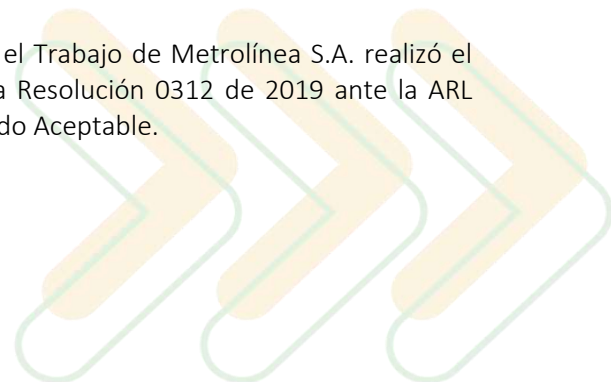 el Trabajo de Metrolínea S.A. realizó el
a Resolución 0312 de 2019 ante la ARL
do Aceptable.